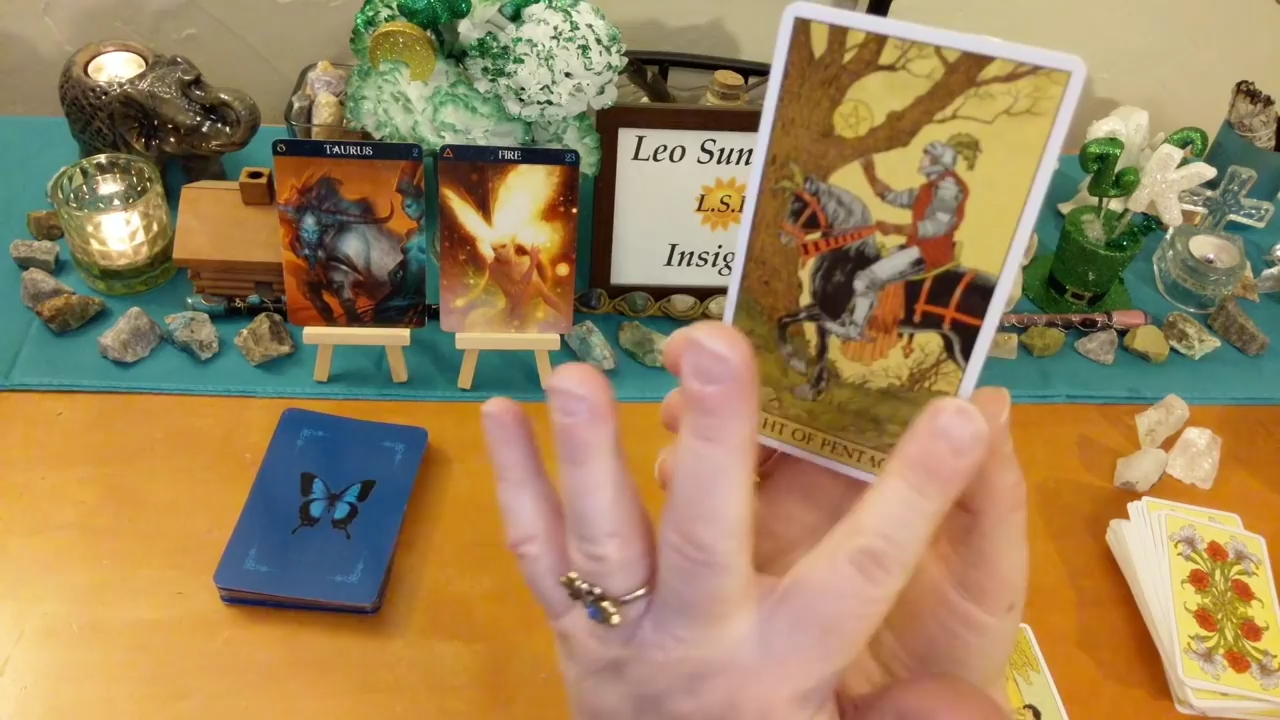 TAURUS 2
FIRE 23
Leo Sun
L.S.I
Insig
HT OF PENTAC